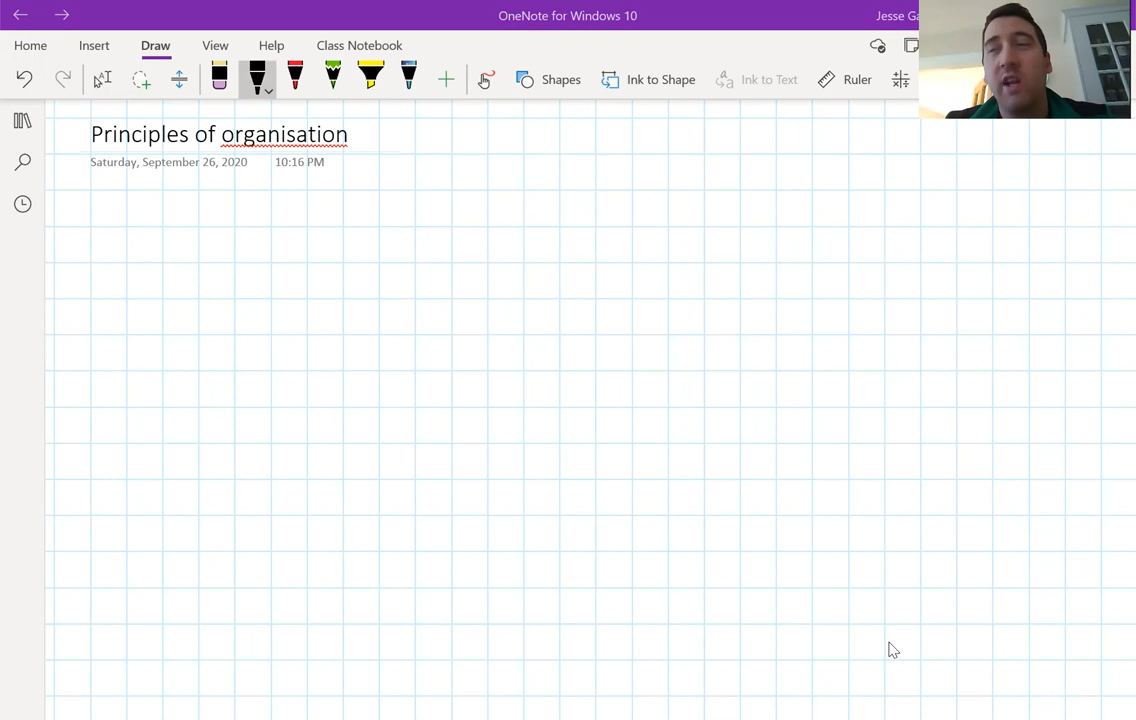 OneNote for Windows 10
Jesse Ga
Home Insert Draw View Help Class Notebook
Shapes Ink to Shape Ink to Text Ruler
Principles of organisation
Saturday, September 26, 2020 10:16 PM